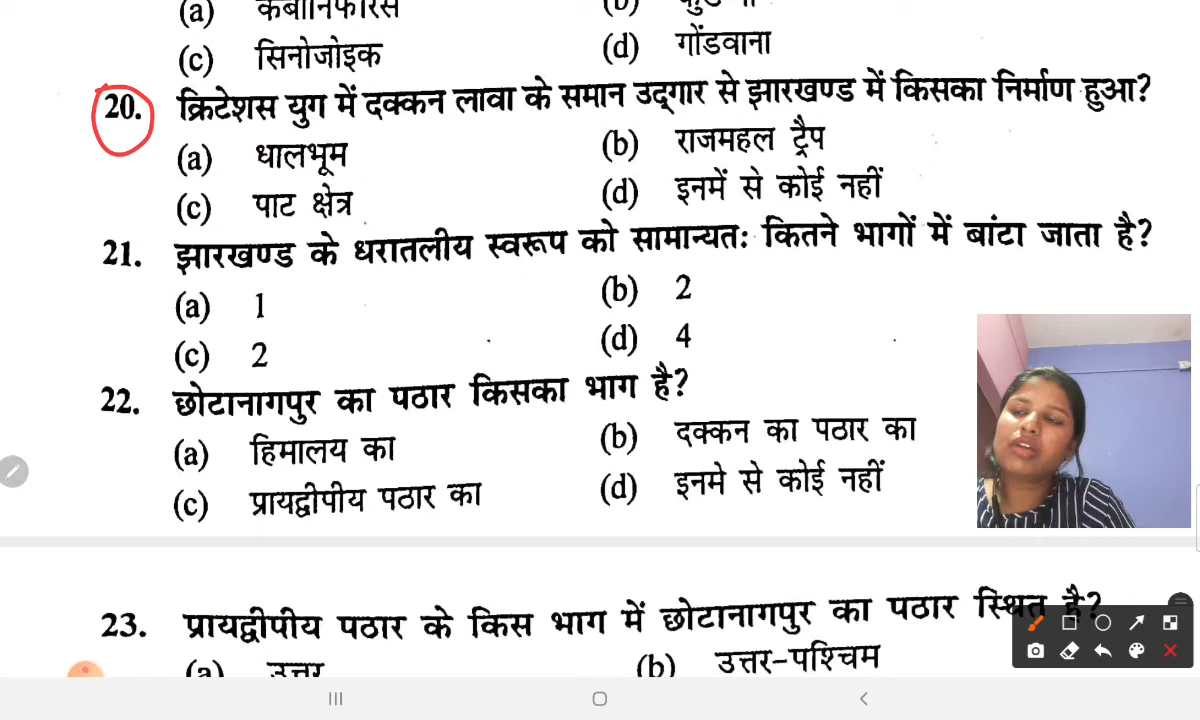 (a)
(c) सिनोजोइक (d) गोंडवाना
20. क्रिटेशस युग में दक्कन लावा के समान उद्‌गार से झारखण्ड में किसका निर्माण हुआ?
(a) धालभूम (b) राजमहल ट्रैप
(c) पाट क्षेत्र (d) इनमें से कोई नहीं
21. झारखण्ड के धरातलीय स्वरूप को सामान्यतः कितने भागों में बांटा जाता है?
(a) 1 (b) 2
(c) 2 (d) 4
22. छोटानागपुर का पठार किसका भाग है?
(a) हिमालय का (b) दक्कन का पठार का
(c) प्रायद्वीपीय पठार का (d) इनमे से कोई नहीं
23. प्रायद्वीपीय पठार के किस भाग में छोटानागपुर का पठार स्थित है?
(a) उत्तर (b) उत्तर-पश्चिम